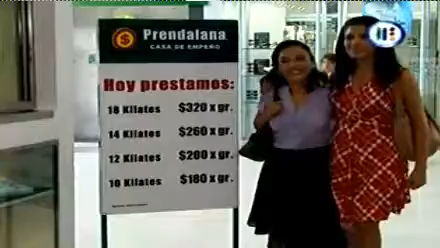 $ Prendalana
CASA DE EMPEÑO
Hoy prestamos:
18 Kilates $320 x gr.
14 Kilates $260 x gr.
12 Kilates $200 x gr.
10 Kilates $180 x gr.